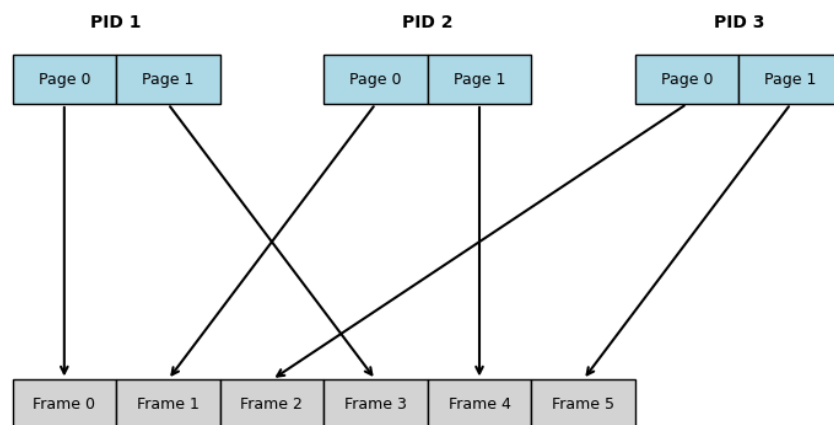 PID 1 PID 2 PID 3
Page 0 Page 1 Page 0 Page 1 Page 0 Page 1
Frame 0 Frame 1 Frame 2 Frame 3 Frame 4 Frame 5